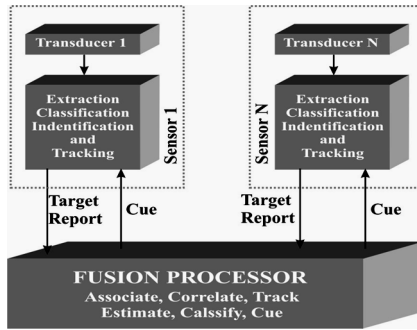 Transducer 1
Extraction
Classification
Indentification
and
Tracking
Sensor 1
Target
Report
Cue
Transducer N
Extraction
Classification
Indentification
and
Tracking
Sensor N
Target
Report
Cue
FUSION PROCESSOR
Associate, Correlate, Track
Estimate, Calssify, Cue